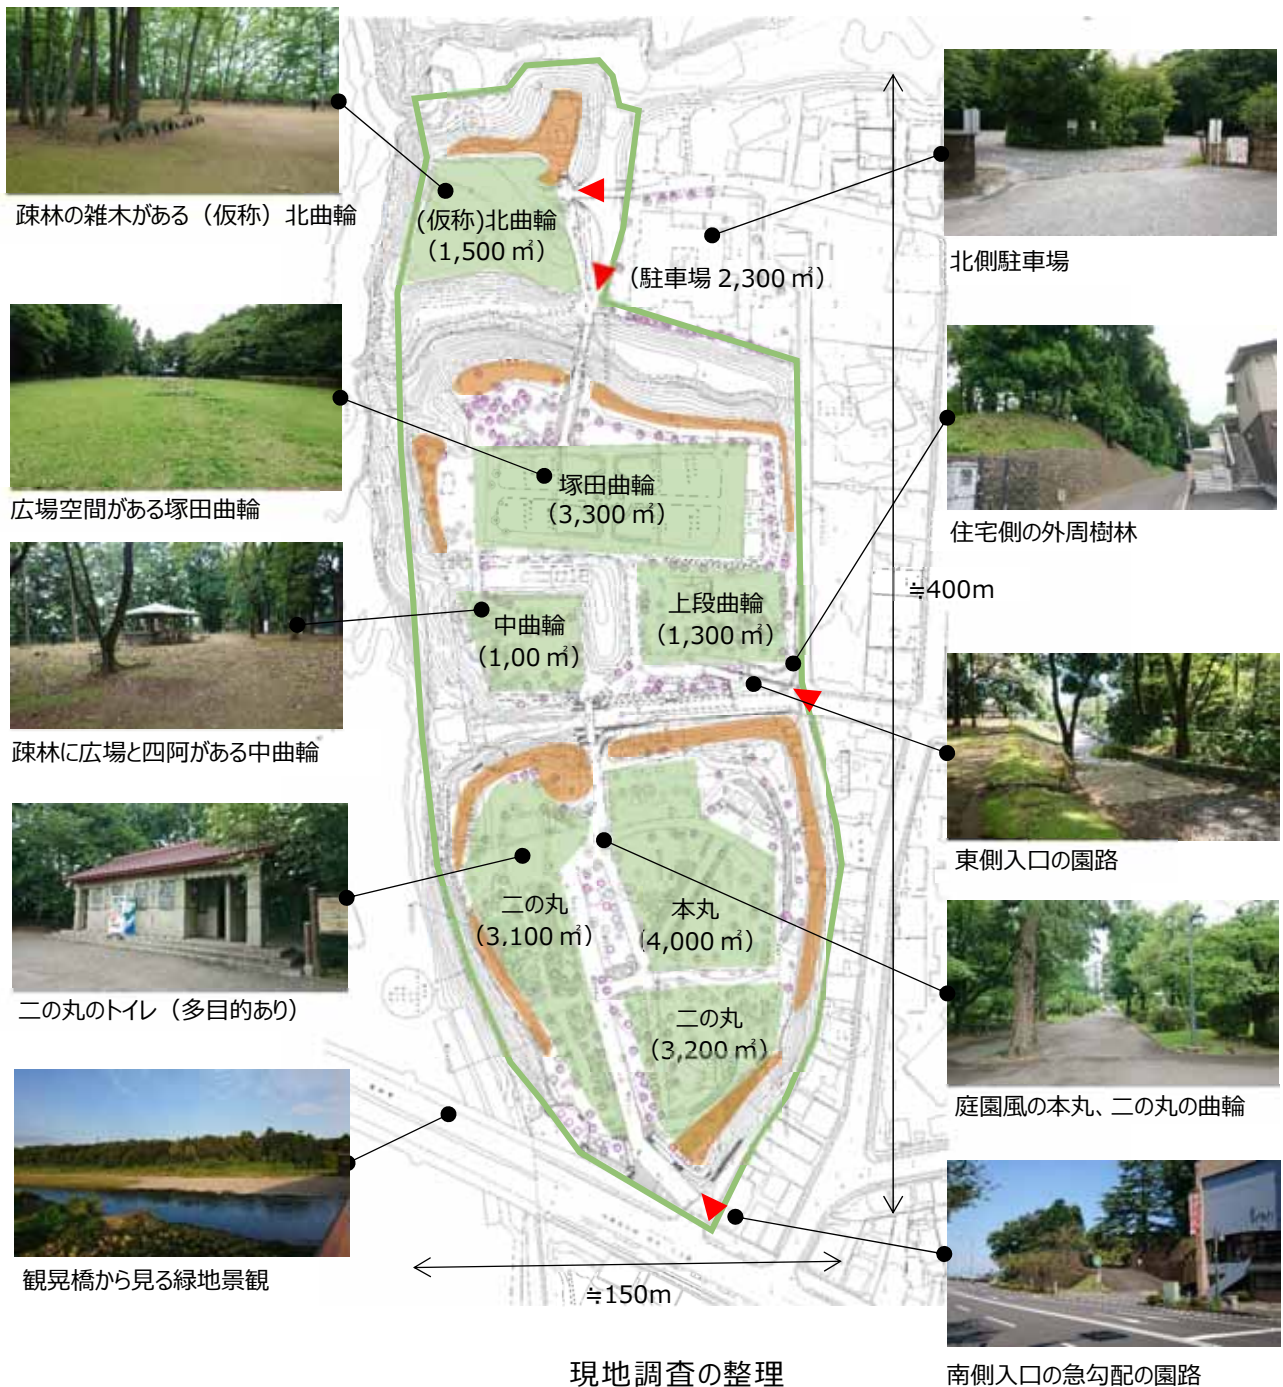 疎林の雑木がある（仮称）北曲輪
広場空間がある塚田曲輪
疎林に広場と四阿がある中曲輪
二の丸のトイレ（多目的あり）
観晃橋から見る緑地景観
(仮称)北曲輪
（1,500 ㎡）
（駐車場 2,300 ㎡）
塚田曲輪
（3,300 ㎡）
上段曲輪
（1,300 ㎡）
中曲輪
（1,00 ㎡）
二の丸
（3,100 ㎡）
本丸
（4,000 ㎡）
二の丸
（3,200 ㎡）
≒400m
≒150m
北側駐車場
住宅側の外周樹林
東側入口の園路
庭園風の本丸、二の丸の曲輪
南側入口の急勾配の園路
現地調査の整理